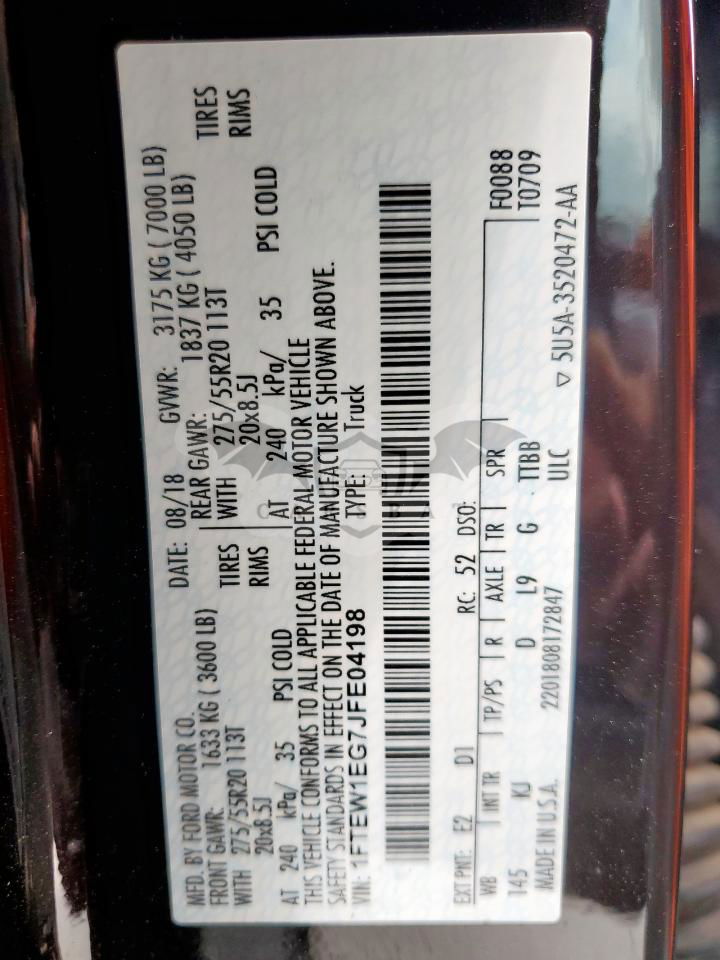 MFD. BY FORD MOTOR CO. DATE: 08/18 GVWR: 3175 KG ( 7000 LB)
FRONT GAWR: 1633 KG ( 3600 LB) REAR GAWR: 1837 KG ( 4050 LB)
WITH 275/55R20 113T TIRES WITH 275/55R20 113T TIRES
20x8.5J RIMS 20x8.5J RIMS
AT 240 kPa/ 35 PSI COLD AT 240 kPa/ 35 PSI COLD
THIS VEHICLE CONFORMS TO ALL APPLICABLE FEDERAL MOTOR VEHICLE
SAFETY STANDARDS IN EFFECT ON THE DATE OF MANUFACTURE SHOWN ABOVE.
VIN: 1FTEW1EG7JFE04198 TYPE: Truck
EXT PNT: E2 D1 RC: 52 DSO: F0088
WB INT TR TP/PS R AXLE TR SPR T0709
145 KJ D L9 G TTBB
ULC
MADE IN U.S.A. 2201808172847 ▽ 5U5A-3520472-AA